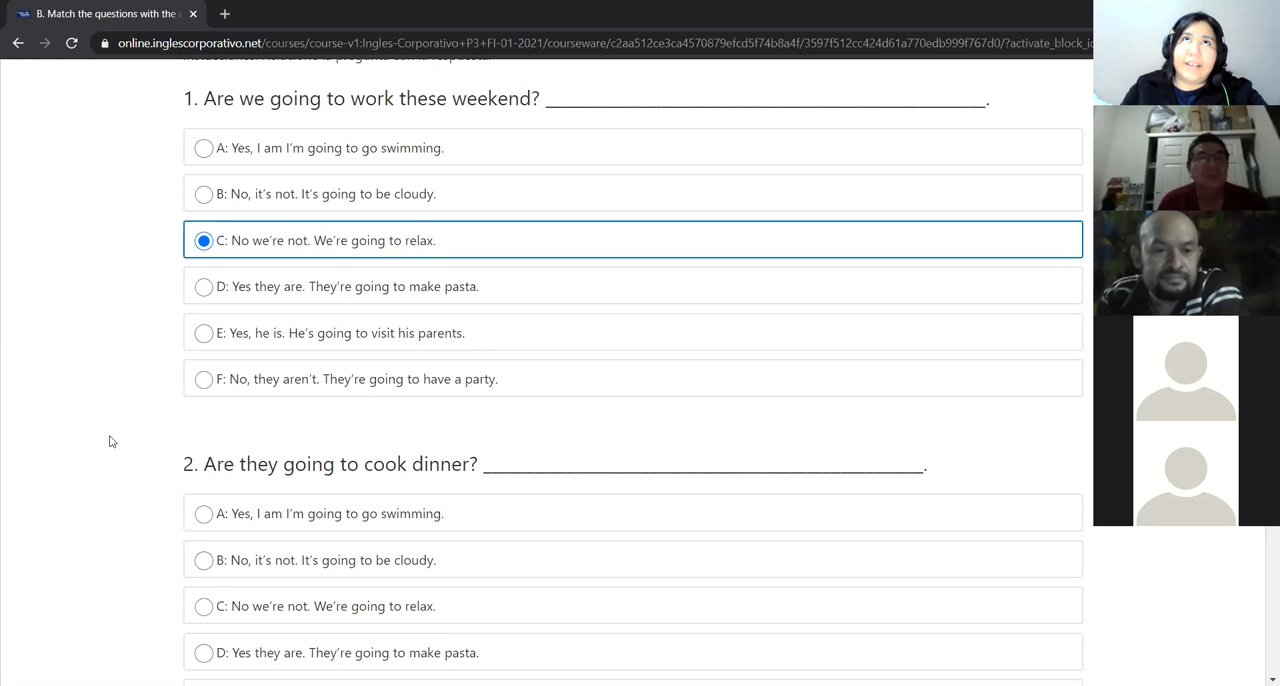 B. Match the questions with the
online.inglescorporativo.net/courses/course-v1:Ingles-Corporativo+P3+FI-01-2021/courseware/c2aa512ce3ca4570879efcd5f74b8a4f/3597f512cc424d61a770edb999f767d0/?activate_block_id
1. Are we going to work these weekend? ______________________________.
A: Yes, I am I’m going to go swimming.
B: No, it’s not. It’s going to be cloudy.
C: No we’re not. We’re going to relax.
D: Yes they are. They’re going to make pasta.
E: Yes, he is. He’s going to visit his parents.
F: No, they aren’t. They’re going to have a party.
2. Are they going to cook dinner? ______________________________.
A: Yes, I am I’m going to go swimming.
B: No, it’s not. It’s going to be cloudy.
C: No we’re not. We’re going to relax.
D: Yes they are. They’re going to make pasta.